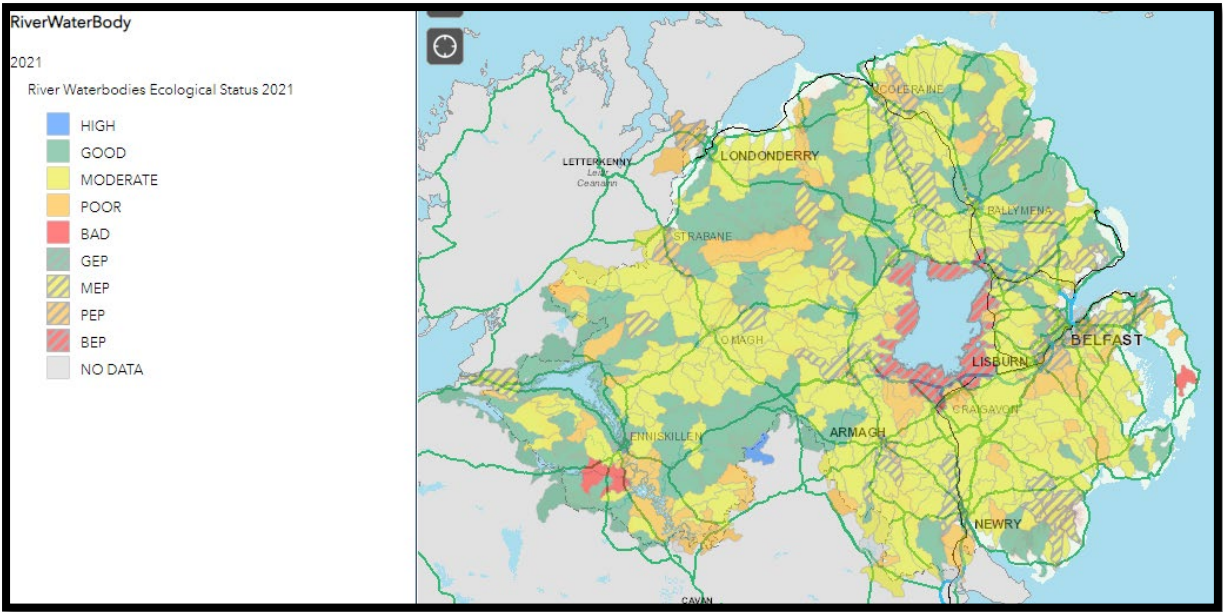 RiverWaterBody
2021
River Waterbodies Ecological Status 2021
HIGH
GOOD
MODERATE
POOR
BAD
GEP
MEP
PEP
BEP
NO DATA
COLERAINE
LONDONDERRY
LETTERKENNY
Leitir
Ceanainn
BALLYMENA
STRABANE
OMAGH
BELFAST
LISBURN
CRAIGAVON
ARMAGH
ENNISKILLEN
NEWRY
CAVAN